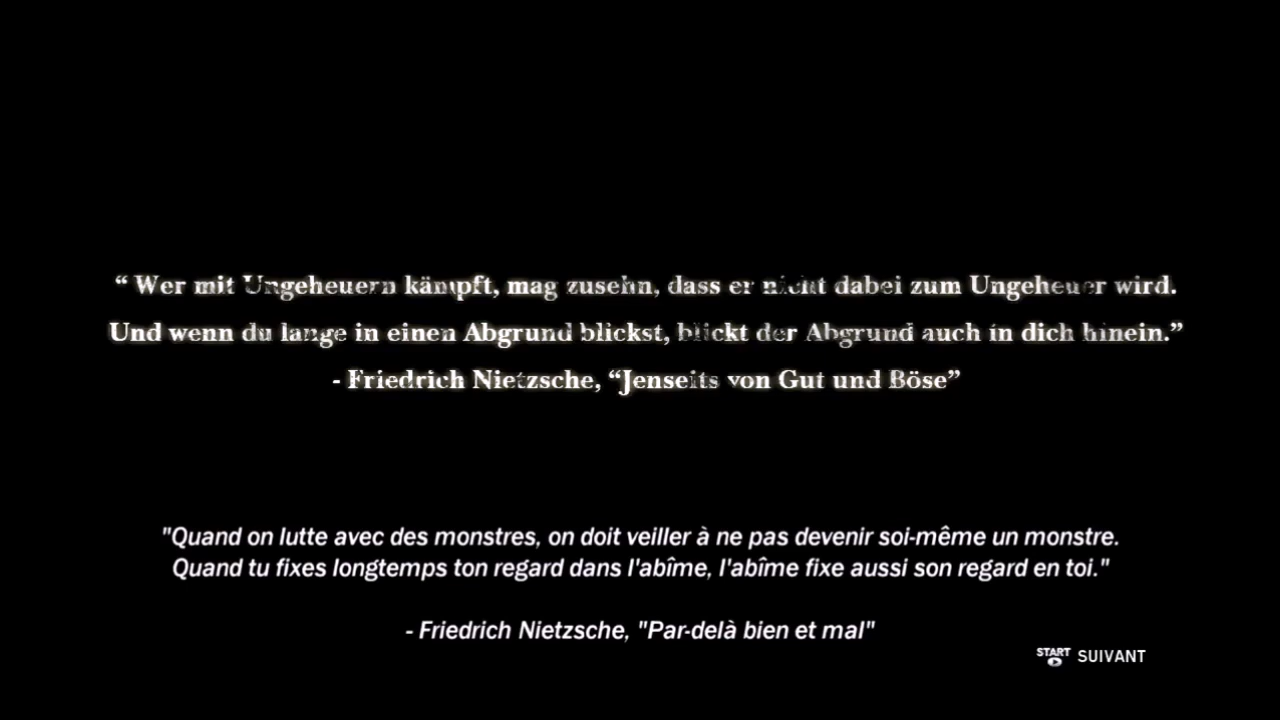 “ Wer mit Ungeheuern kämpft, mag zusehn, dass er nicht dabei zum Ungeheuer wird.
Und wenn du lange in einen Abgrund blickst, blickt der Abgrund auch in dich hinein.”
- Friedrich Nietzsche, “Jenseits von Gut und Böse”
"Quand on lutte avec des monstres, on doit veiller à ne pas devenir soi-même un monstre.
Quand tu fixes longtemps ton regard dans l'abîme, l'abîme fixe aussi son regard en toi."
- Friedrich Nietzsche, "Par-delà bien et mal"
START SUIVANT